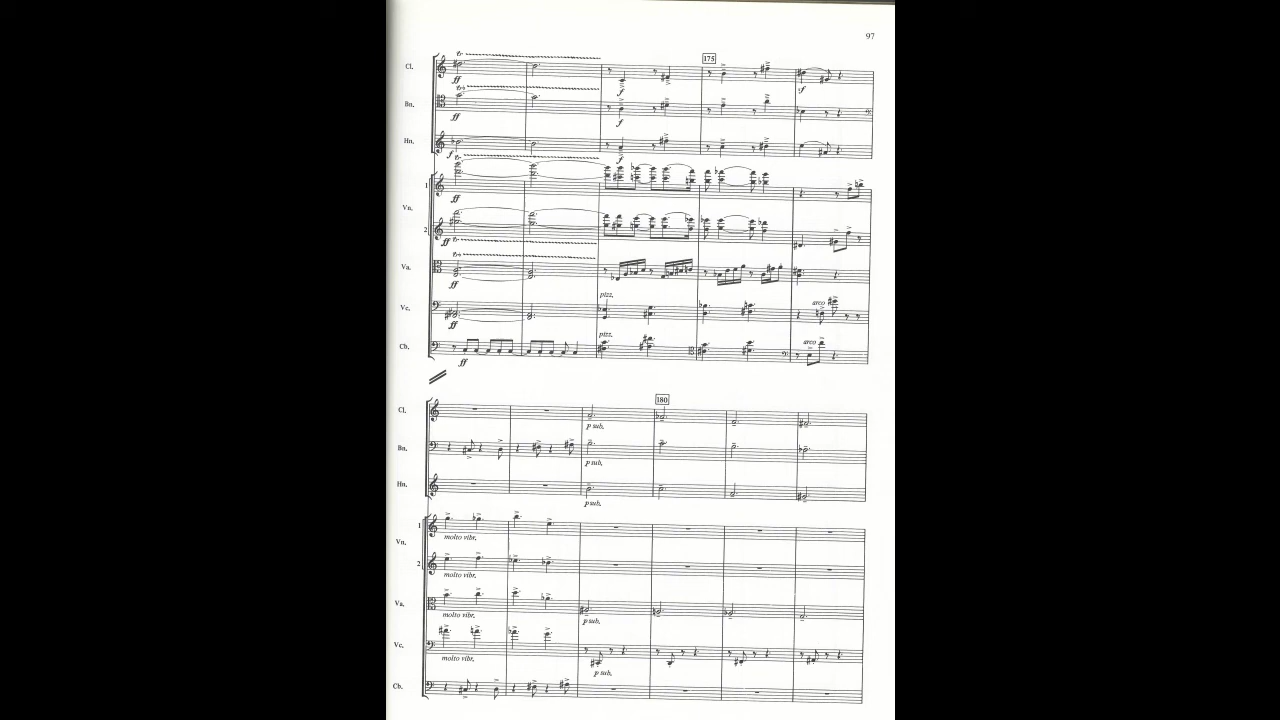 97
175
Cl.
ff
f
sf
Bn.
ff
f
Hn.
f
f
1
ff
Vn.
2
ff
Va.
ff
pizz.
arco
Vc.
ff
pizz.
arco
Cb.
ff
180
Cl.
p sub.
Bn.
p sub.
Hn.
p sub.
1
molto vibr.
Vn.
2
molto vibr.
Va.
molto vibr.
p sub.
Vc.
molto vibr.
p sub.
Cb.